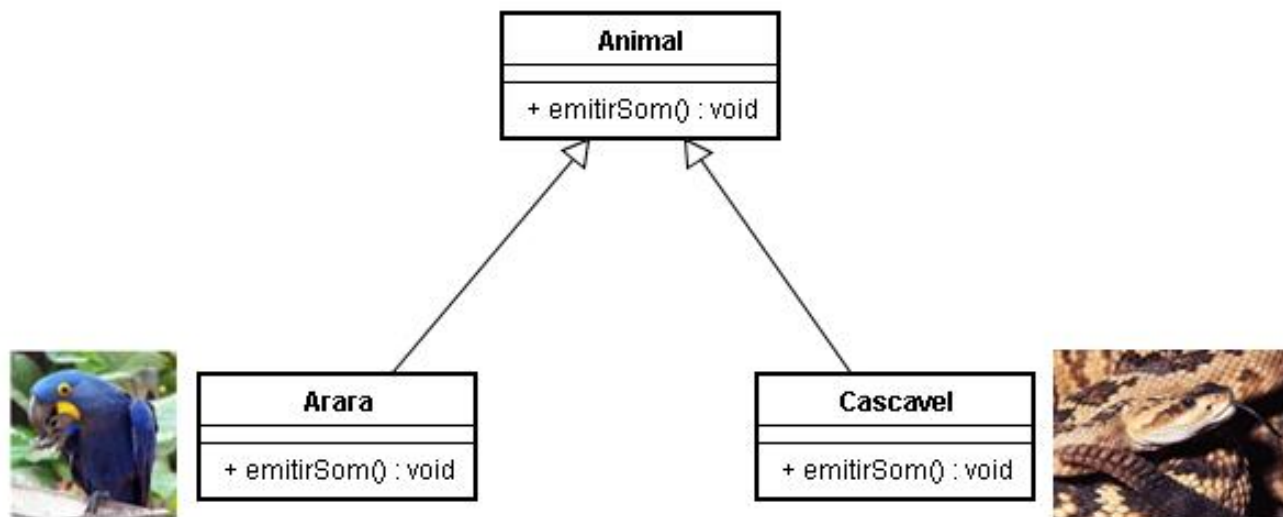 Animal
+ emitirSom() : void
Arara
+ emitirSom() : void
Cascavel
+ emitirSom() : void